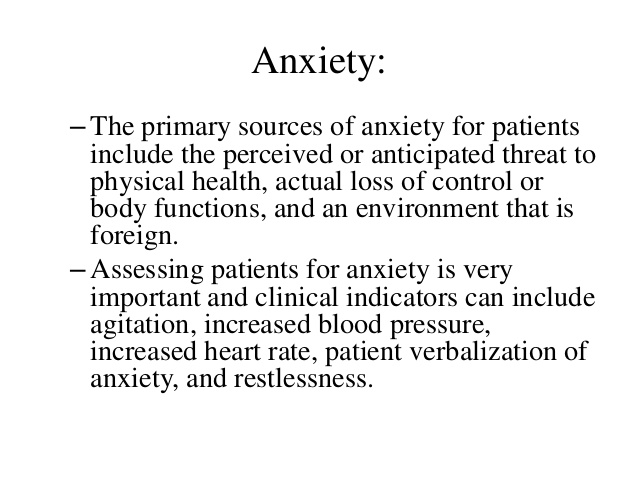 Anxiety:
– The primary sources of anxiety for patients
include the perceived or anticipated threat to
physical health, actual loss of control or
body functions, and an environment that is
foreign.
– Assessing patients for anxiety is very
important and clinical indicators can include
agitation, increased blood pressure,
increased heart rate, patient verbalization of
anxiety, and restlessness.